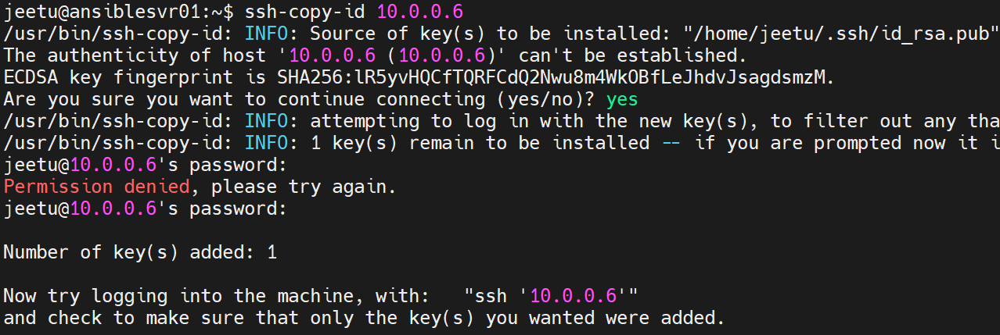 jeetu@ansiblesvr01:~$ ssh-copy-id 10.0.0.6
/usr/bin/ssh-copy-id: INFO: Source of key(s) to be installed: "/home/jeetu/.ssh/id_rsa.pub"
The authenticity of host '10.0.0.6 (10.0.0.6)' can't be established.
ECDSA key fingerprint is SHA256:lR5yvHQCfTQRFCdQ2Nwu8m4WkOBfLeJhdvJsagdsmzM.
Are you sure you want to continue connecting (yes/no)? yes
/usr/bin/ssh-copy-id: INFO: attempting to log in with the new key(s), to filter out any tha
/usr/bin/ssh-copy-id: INFO: 1 key(s) remain to be installed -- if you are prompted now it i
jeetu@10.0.0.6's password:
Permission denied, please try again.
jeetu@10.0.0.6's password:
Number of key(s) added: 1
Now try logging into the machine, with:   "ssh '10.0.0.6'"
and check to make sure that only the key(s) you wanted were added.